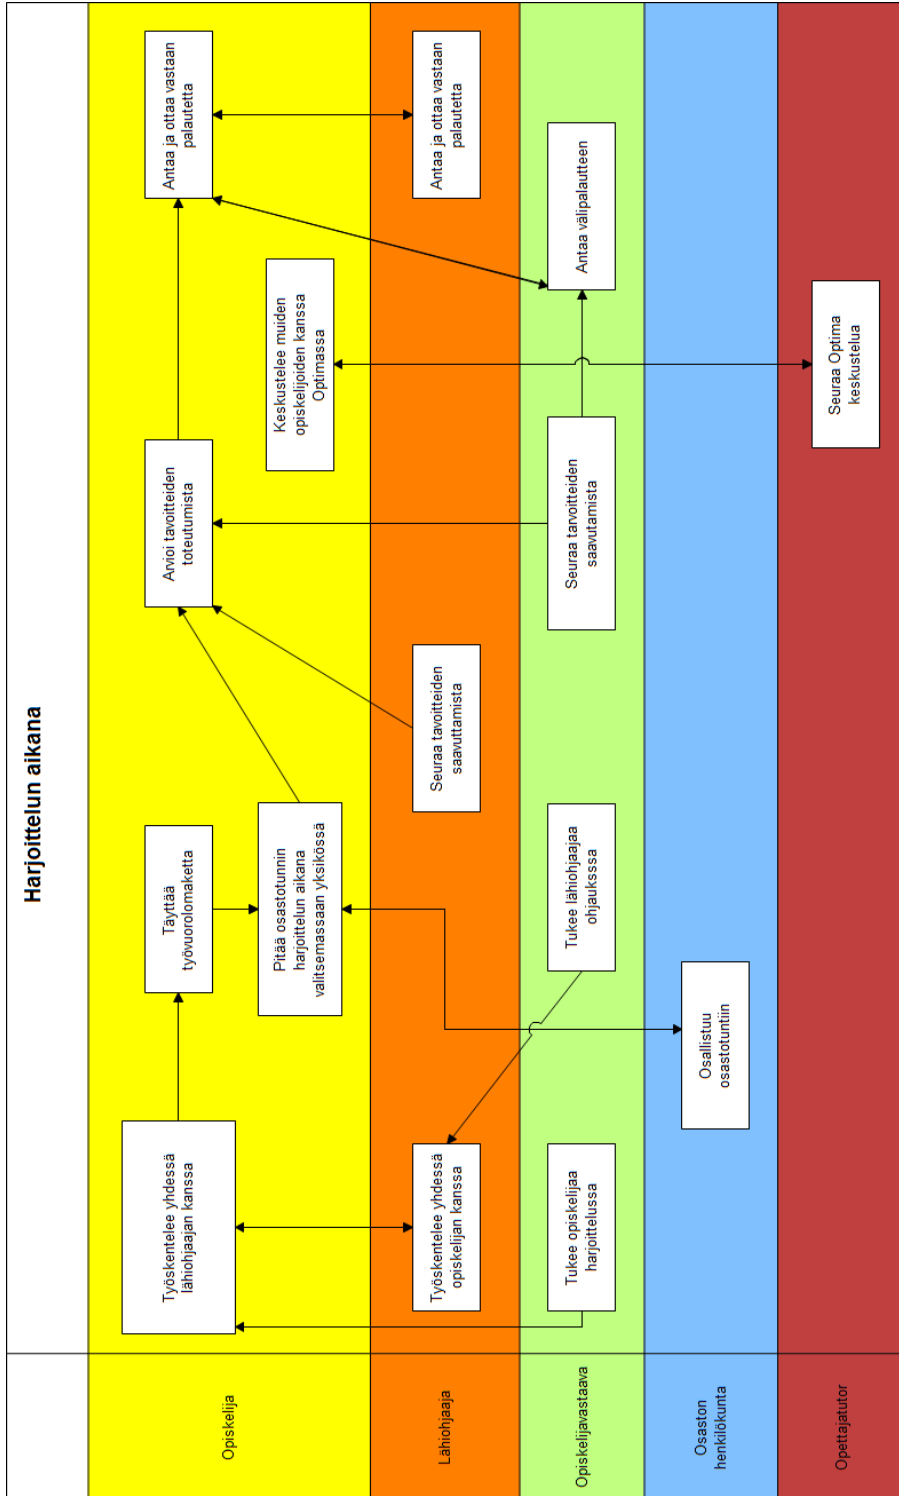 Harjoittelun aikana
Opiskelija
Työskentelee yhdessä
lähiohjaajan kanssa
Täyttää
työvuorolomaketta
Pitää osastotunnin
harjoittelun aikana
valitsemassaan yksikössä
Arvioi tavoitteiden
toteutumista
Keskustelee muiden
opiskelijoiden kanssa
Optimassa
Antaa ja ottaa vastaan
palautetta
Lähiohjaaja
Työskentelee yhdessä
opiskelijan kanssa
Seuraa tavoitteiden
saavuttamista
Antaa ja ottaa vastaan
palautetta
Opiskelijavastaava
Tukee opiskelijaa
harjoittelussa
Tukee lähiohjaajaa
ohjauksssa
Seuraa tarvoitteiden
saavutamista
Antaa välipalautteen
Osaston
henkilökunta
Osallistuu
osastotuntiin
Opettajatutor
Seuraa Optima
keskustelua